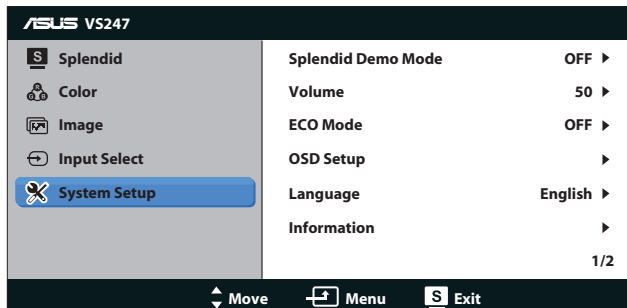 ASUS VS247
S Splendid
Color
Image
Input Select
System Setup
Splendid Demo Mode OFF
Volume 50
ECO Mode OFF
OSD Setup
Language English
Information
1/2
Move Menu S Exit